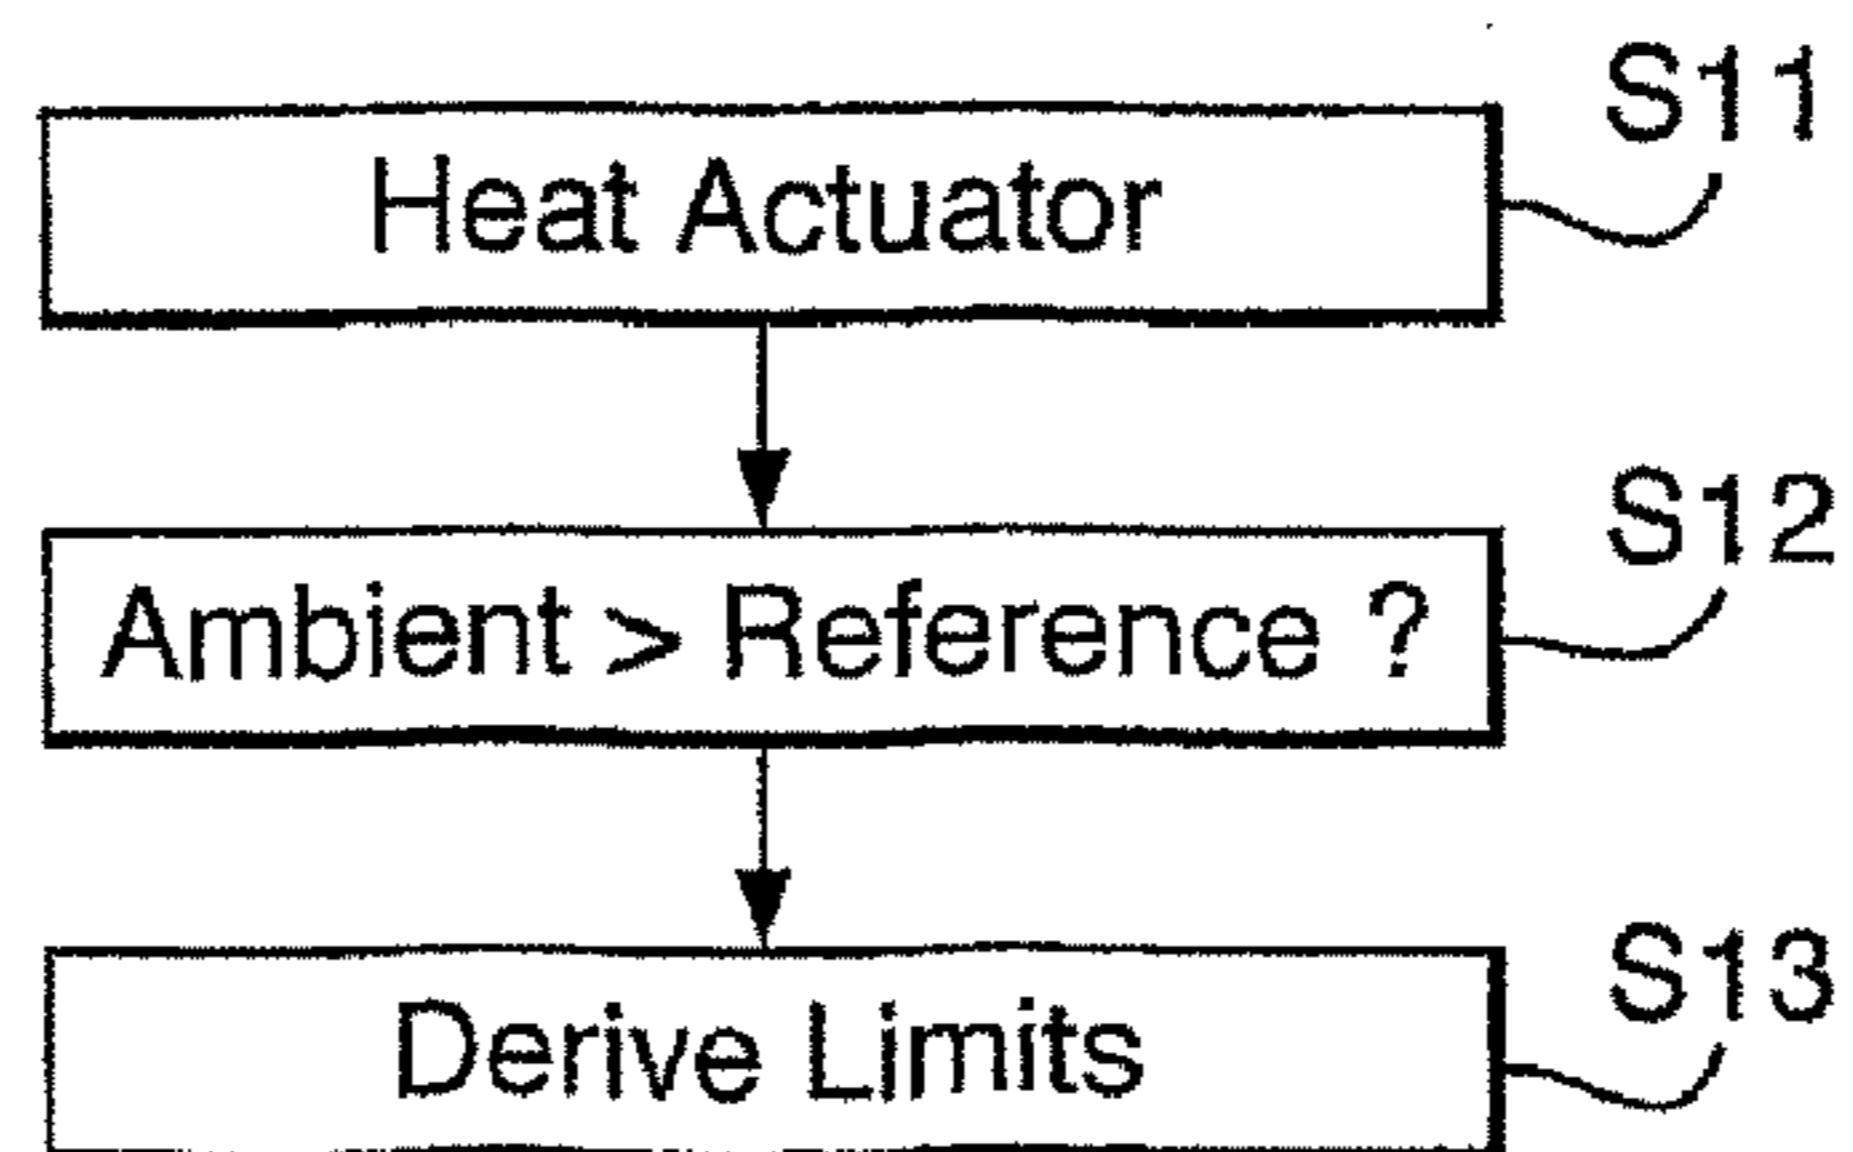 S11
Heat Actuator
S12
Ambient > Reference ?
S13
Derive Limits